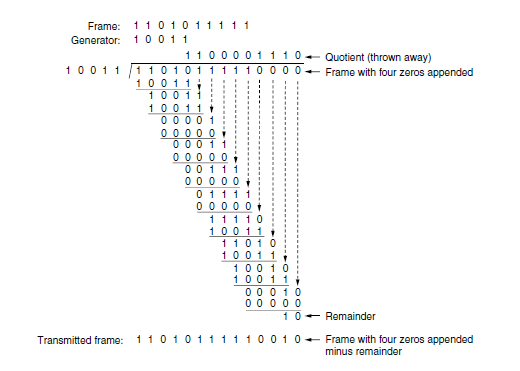 Frame: 1 1 0 1 0 1 1 1 1 1
Generator: 1 0 0 1 1
1 1 0 0 0 0 1 1 1 0 ← Quotient (thrown away)
1 0 0 1 1 / 1 1 0 1 0 1 1 1 1 1 0 0 0 0 ← Frame with four zeros appended
1 0 0 1 1
1 0 0 1 1
1 0 0 1 1
0 0 0 0 1
0 0 0 0 0
0 0 0 1 1
0 0 0 0 0
0 0 1 1 1
0 0 0 0 0
0 1 1 1 1
0 0 0 0 0
1 1 1 1 0
1 0 0 1 1
1 1 0 1 0
1 0 0 1 1
1 0 0 1 0
1 0 0 1 1
0 0 0 1 0
0 0 0 0 0
1 0 ← Remainder
Transmitted frame: 1 1 0 1 0 1 1 1 1 1 0 0 1 0 ← Frame with four zeros appended
minus remainder